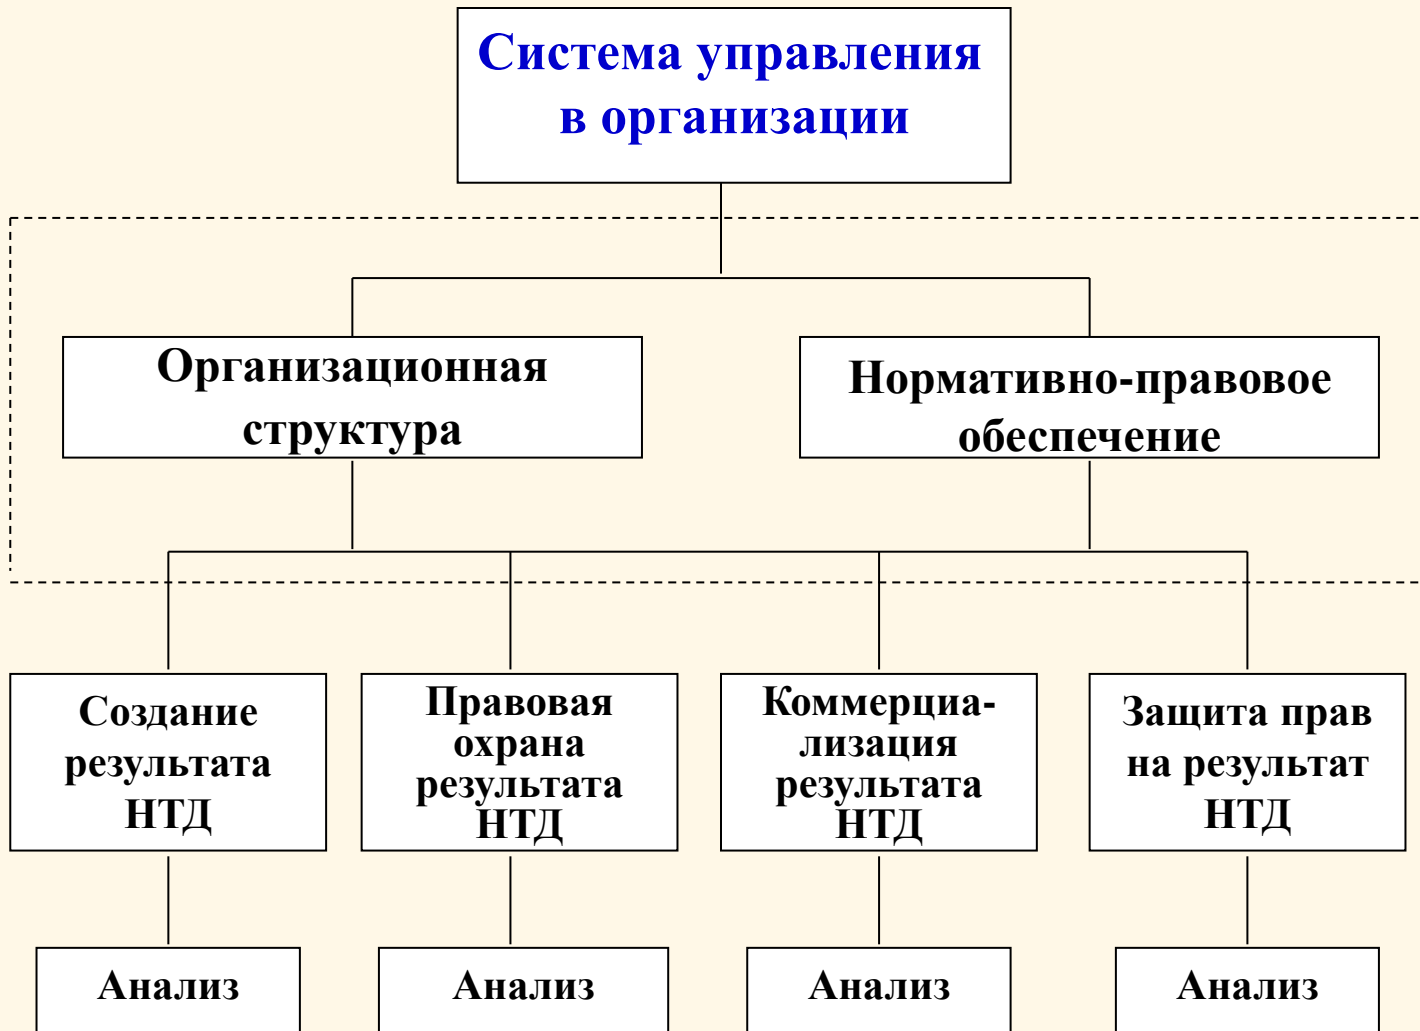 Система управления
в организации
Организационная
структура
Нормативно-правовое
обеспечение
Создание
результата
НТД
Правовая
охрана
результата
НТД
Коммерциа-
лизация
результата
НТД
Защита прав
на результат
НТД
Анализ
Анализ
Анализ
Анализ